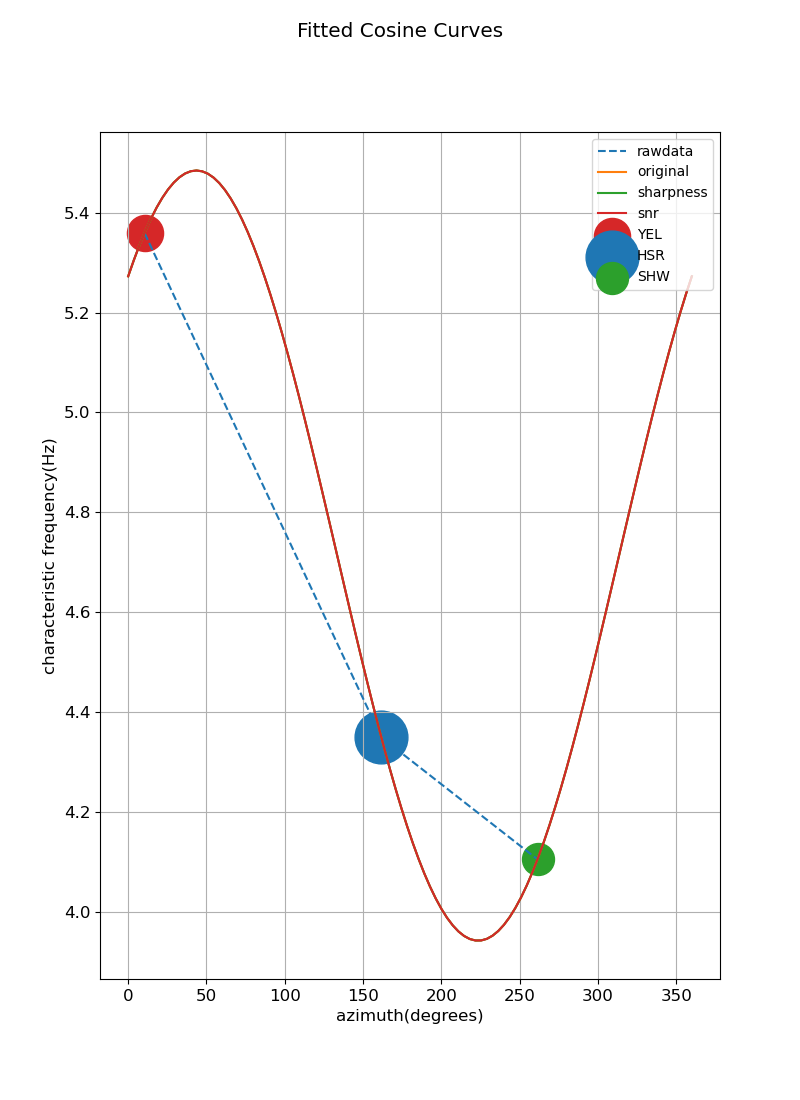 Fitted Cosine Curves
rawdata
original
sharpness
snr
YEL
HSR
SHW
5.4
5.2
5.0
4.8
4.6
4.4
4.2
4.0
characteristic frequency(Hz)
0 50 100 150 200 250 300 350
azimuth(degrees)